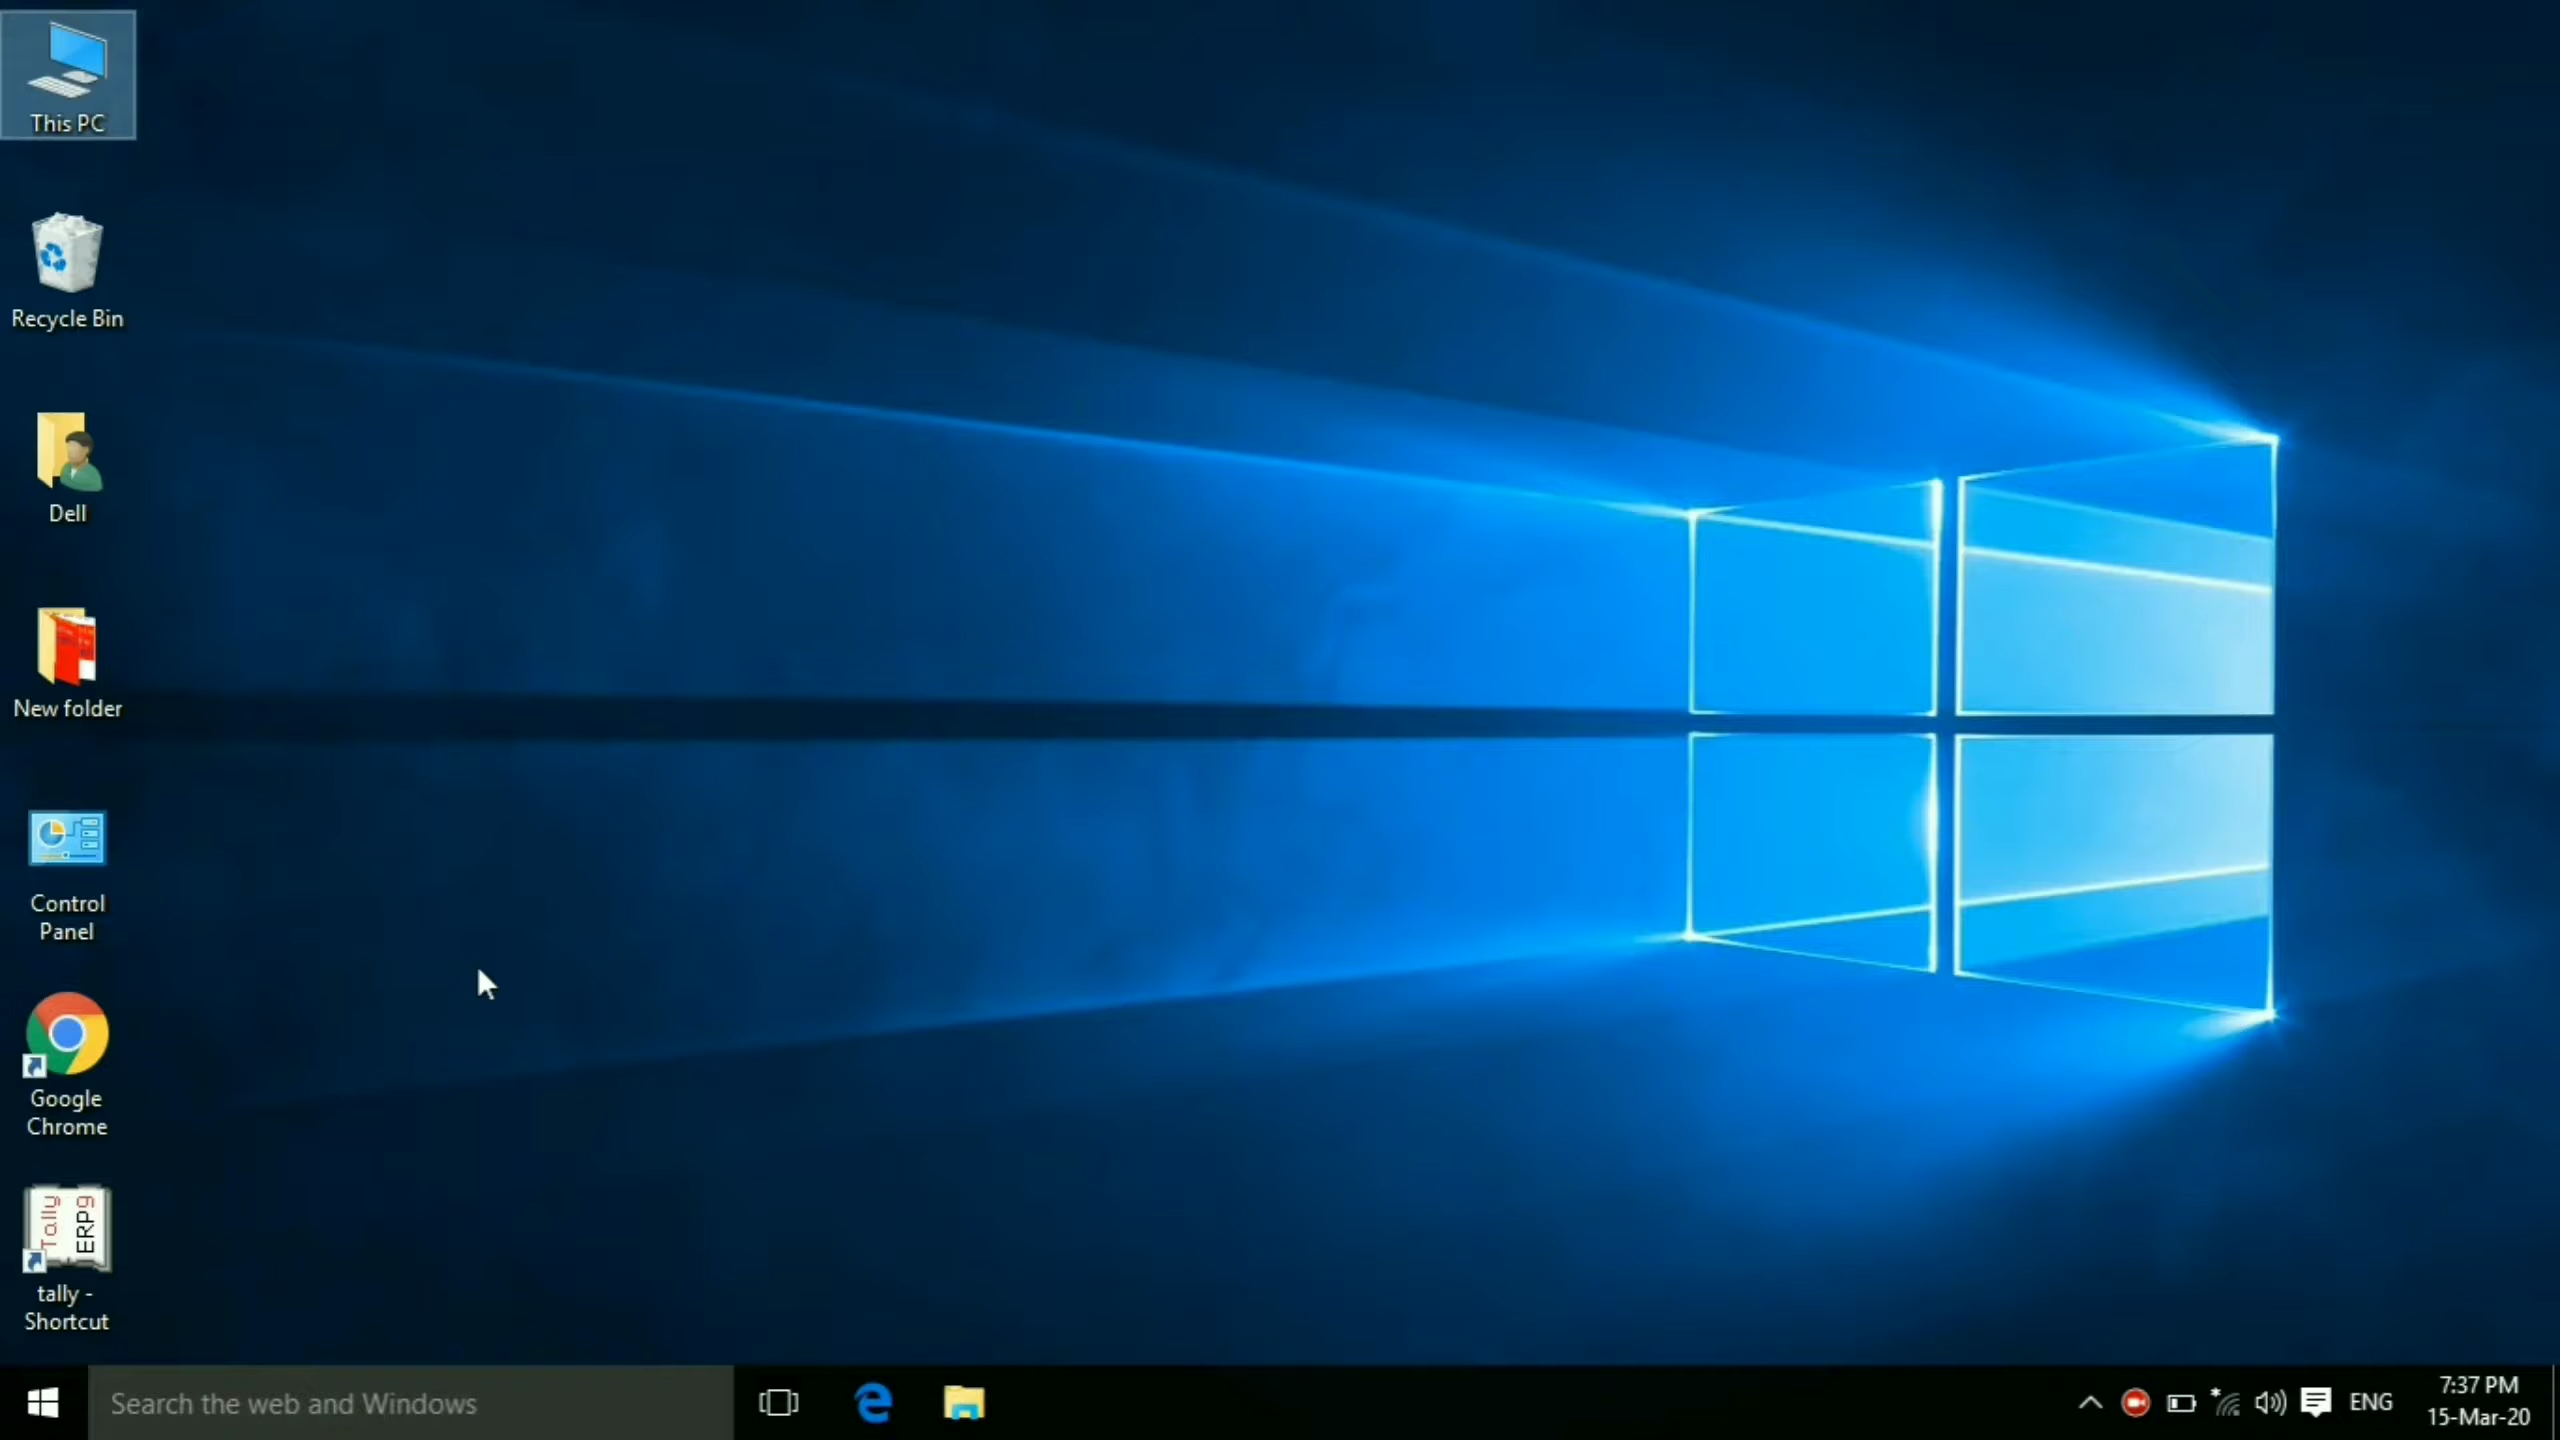 This PC
Recycle Bin
Dell
New folder
Control
Panel
Google
Chrome
Tally
ERP9
tally -
Shortcut
Search the web and Windows
ENG
7:37 PM
15-Mar-20